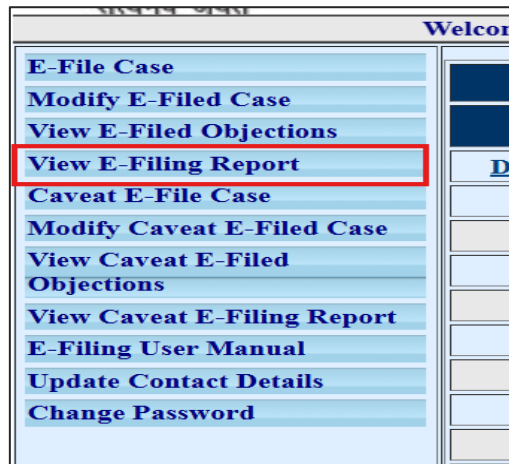 Welcor
E-File Case
Modify E-Filed Case
View E-Filed Objections
View E-Filing Report
D
Caveat E-File Case
Modify Caveat E-Filed Case
View Caveat E-Filed
Objections
View Caveat E-Filing Report
E-Filing User Manual
Update Contact Details
Change Password